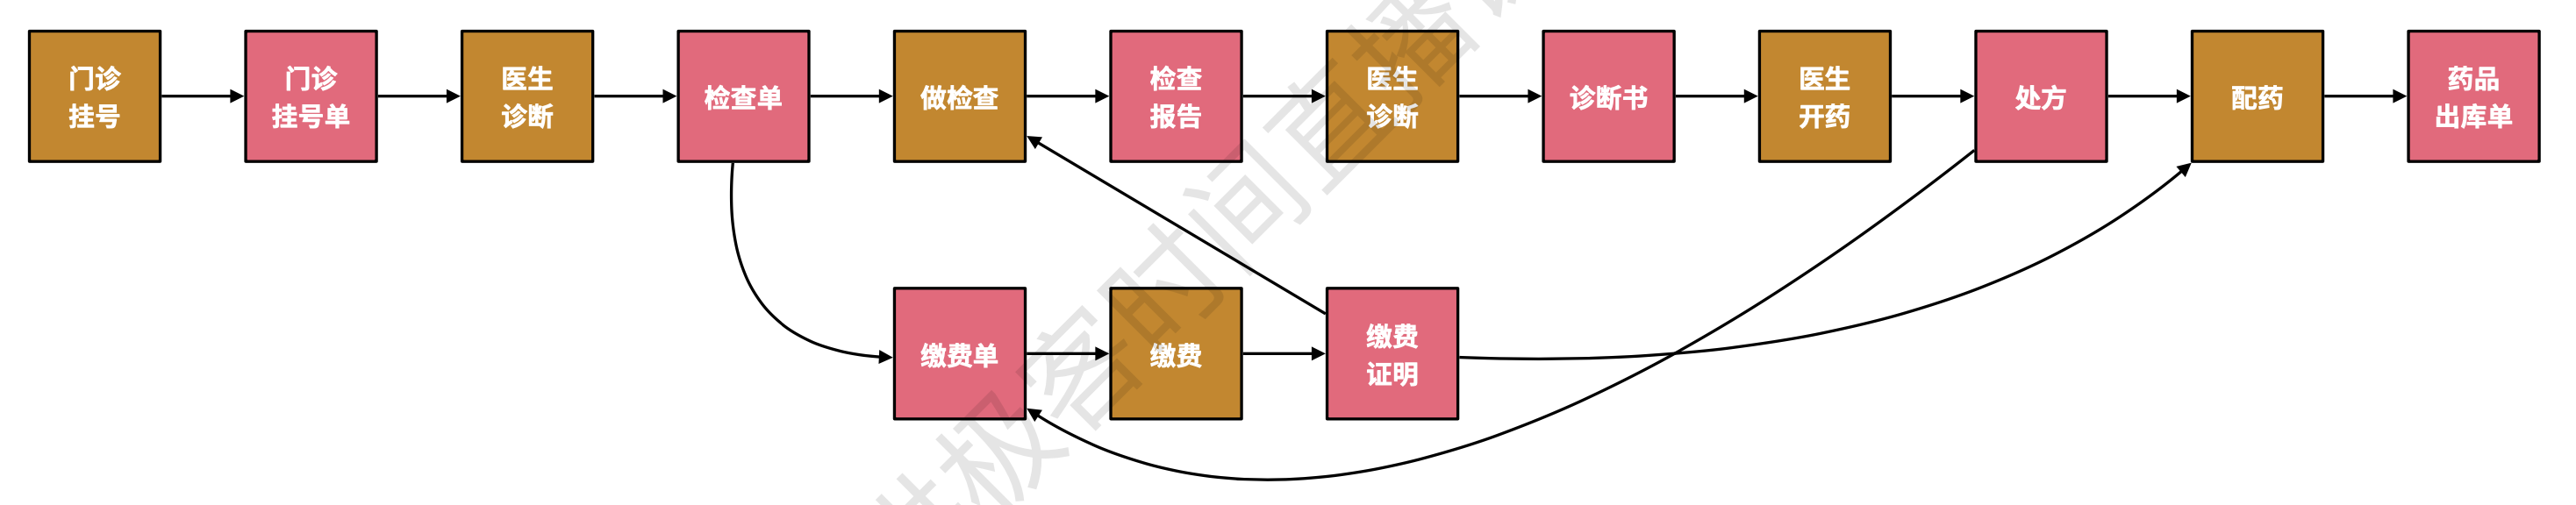 门诊
挂号
门诊
挂号单
医生
诊断
检查单
做检查
检查
报告
医生
诊断
诊断书
医生
开药
处方
配药
药品
出库单
缴费单
缴费
缴费
证明
极客时间直播